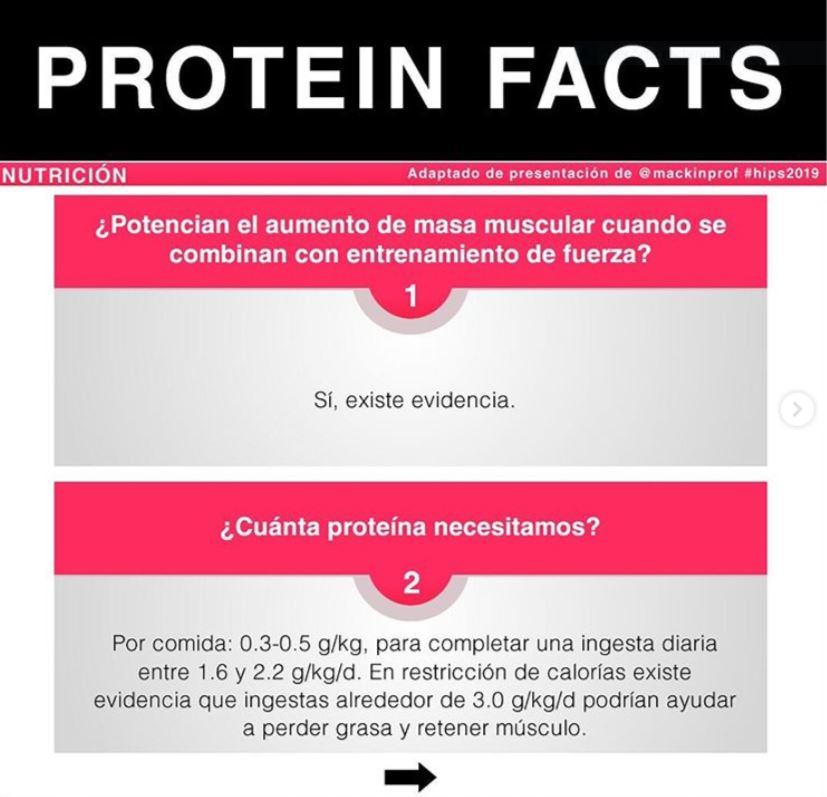 PROTEIN FACTS
NUTRICIÓN
Adaptado de presentación de @mackinprof #hips2019
¿Potencian el aumento de masa muscular cuando se
combinan con entrenamiento de fuerza?
1
Sí, existe evidencia.
¿Cuánta proteína necesitamos?
2
Por comida: 0.3-0.5 g/kg, para completar una ingesta diaria
entre 1.6 y 2.2 g/kg/d. En restricción de calorías existe
evidencia que ingestas alrededor de 3.0 g/kg/d podrían ayudar
a perder grasa y retener músculo.